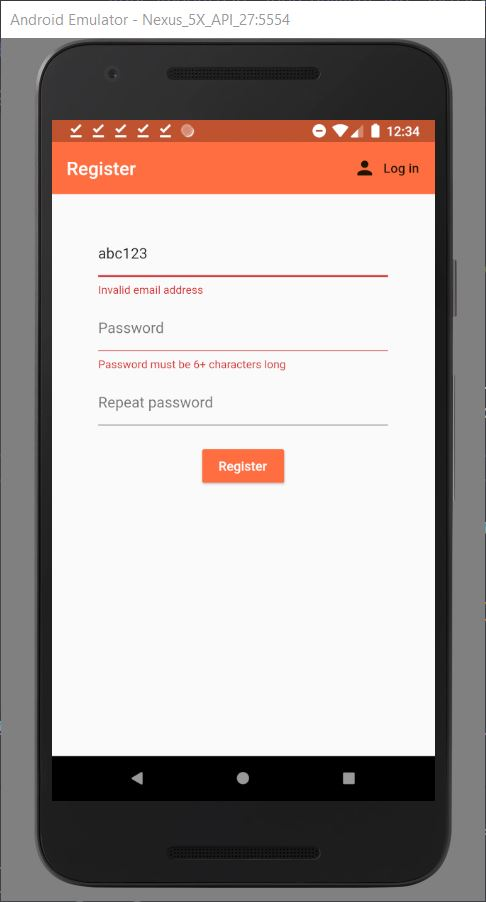 Android Emulator - Nexus_5X_API_27:5554
12:34
Register
Log in
abc123
Invalid email address
Password
Password must be 6+ characters long
Repeat password
Register